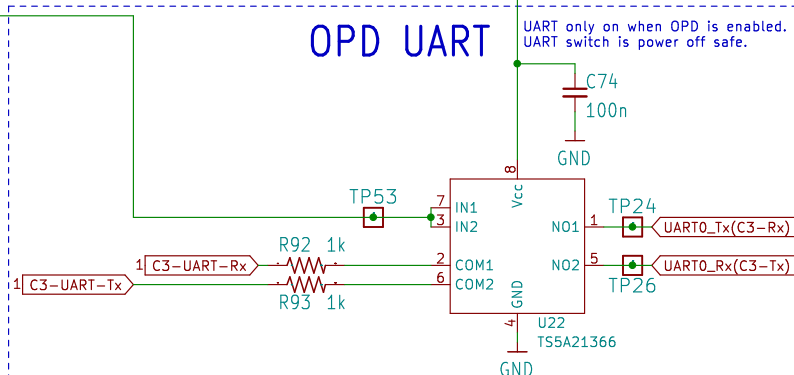 OPD UART
UART only on when OPD is enabled.
UART switch is power off safe.
C74
100n
GND
8
Vcc
TP53
7
IN1
3
IN2
TP24
NO1
1
UART0_Tx(C3-Rx)
R92 1k
1
C3-UART-Rx
2
COM1
NO2
5
UART0_Rx(C3-Tx)
1
C3-UART-Tx
6
COM2
R93 1k
TP26
GND
4
U22
TS5A21366
GND